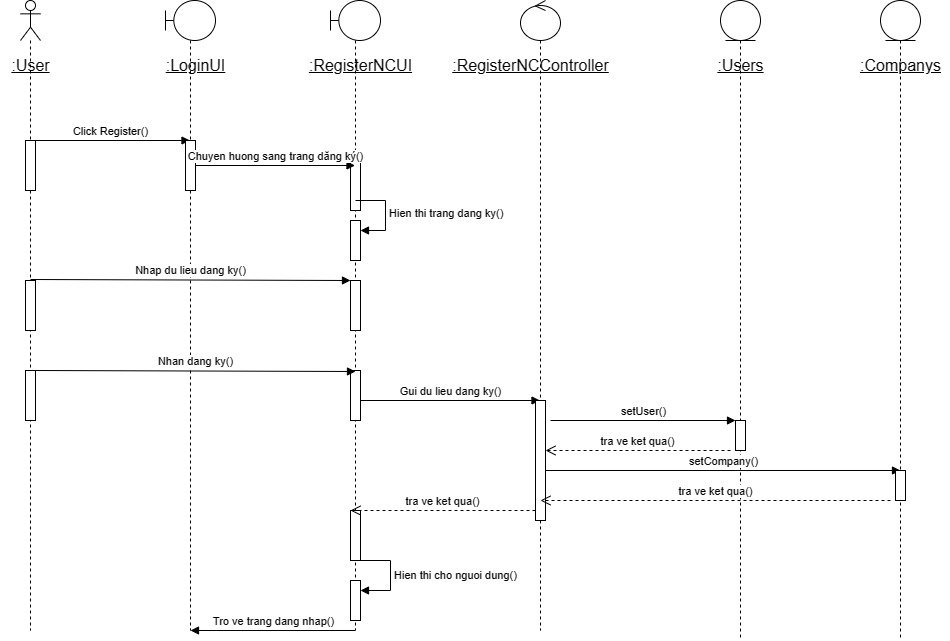 :User
:LoginUI
:RegisterNCUI
:RegisterNCController
:Users
:Companys
Click Register()
Chuyen huong sang trang dăng ký()
Hien thi trang dang ky()
Nhap du lieu dang ky()
Nhan dang ky()
Gui du lieu dang ky()
setUser()
tra ve ket qua()
setCompany()
tra ve ket qua()
tra ve ket qua()
Hien thi cho nguoi dung()
Tro ve trang dang nhap()